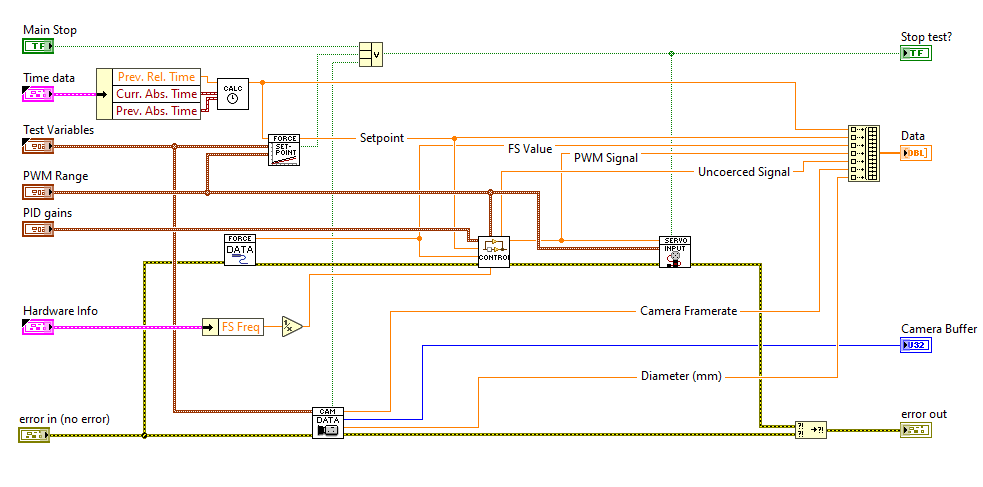 Main Stop
TF
V
Stop test?
TF
Time data
Prev. Rel. Time
Curr. Abs. Time
Prev. Abs. Time
CALC
Test Variables
FORCE
SET-
POINT
Setpoint
FS Value
PWM Signal
Uncoerced Signal
Data
DBL]
PWM Range
PID gains
FORCE
DATA
CONTROL
SERVO
INPUT
Hardware Info
FS Freq
1/x
Camera Framerate
Camera Buffer
U32
Diameter (mm)
error in (no error)
CAM
DATA
?!
?!
?!
error out